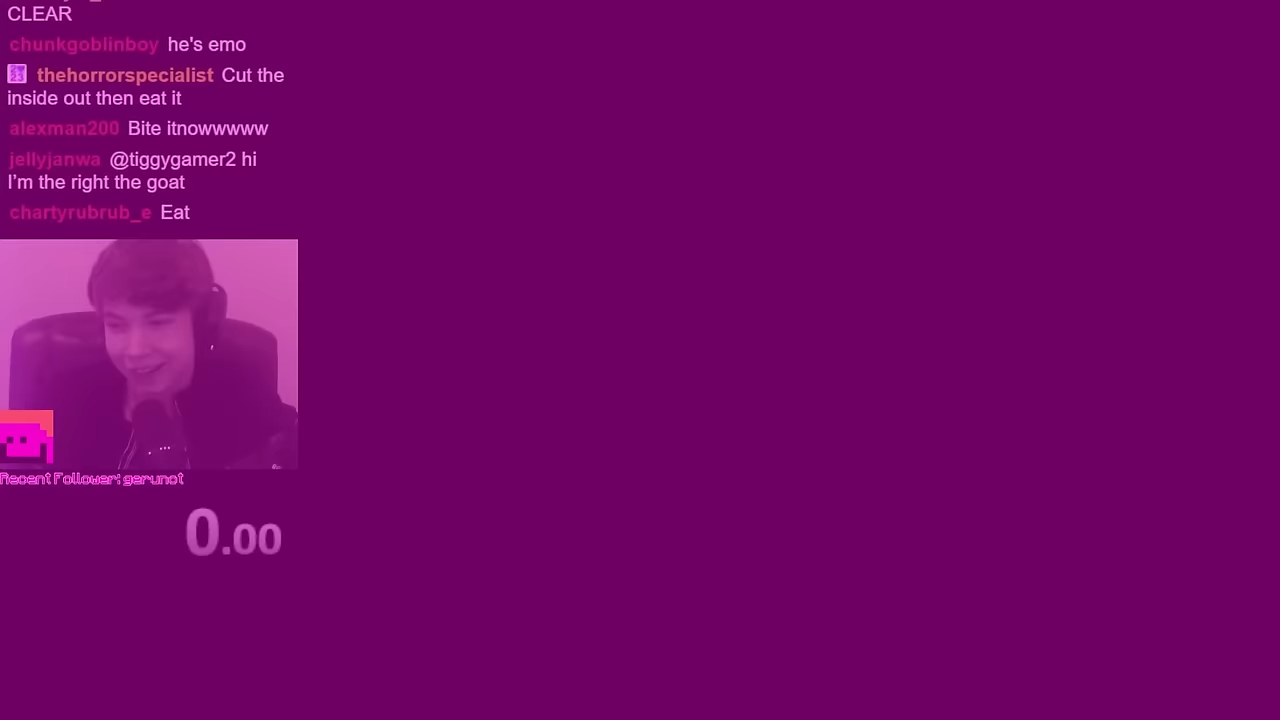 CLEAR
chunkgoblinboy he's emo
thehorrorspecialist Cut the
inside out then eat it
alexman200 Bite itnowwwww
jellyjanwa @tiggygamer2 hi
I’m the right the goat
chartyrubrub_e Eat
Recent Follower: gerunot
0.00